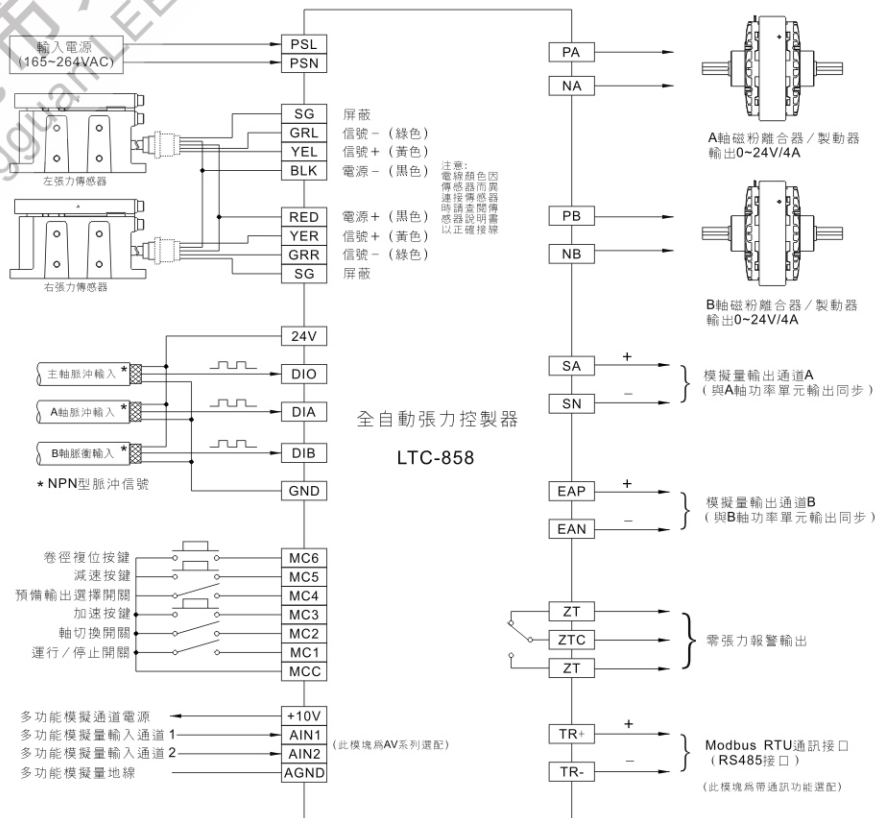 輸入電源
(165~264VAC)
PSL
PSN
左張力傳感器
SG 屏蔽
GRL 信號－（綠色）
YEL 信號＋（黃色）
BLK 電源－（黑色）
注意:
電線顏色因
傳感器而異
連接傳感器
時請查閱傳
感器說明書
以正確接線
RED 電源＋（黑色）
YER 信號＋（黃色）
GRR 信號－（綠色）
SG 屏蔽
右張力傳感器
24V
主軸脈沖輸入 * DIO
A軸脈沖輸入 * DIA
B軸脈衝輸入 * DIB
* NPN型脈沖信號
GND
全自動張力控製器
LTC-858
卷徑複位按鍵 MC6
減速按鍵 MC5
預備輸出選擇開關 MC4
加速按鍵 MC3
軸切換開關 MC2
運行/停止開關 MC1
MCC
多功能模擬通道電源 +10V
多功能模擬量輸入通道1 AIN1
多功能模擬量輸入通道2 AIN2
多功能模擬量地線 AGND
(此模塊爲AV系列選配)
PA
NA
A軸磁粉離合器/製動器
輸出0~24V/4A
PB
NB
B軸磁粉離合器/製動器
輸出0~24V/4A
SA +
SN −
模擬量輸出通道A
（與A軸功率單元輸出同步）
EAP +
EAN −
模擬量輸出通道B
（與B軸功率單元輸出同步）
ZT
ZTC
ZT
零張力報警輸出
TR+ +
TR- −
Modbus RTU通訊接口
（RS485接口）
(此模塊爲帶通訊功能選配)